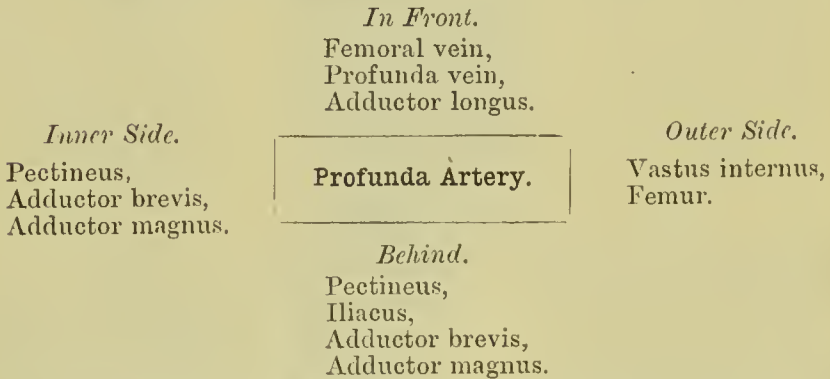 In Front.
Femoral vein,
Profunda vein,
Adductor longus.
Inner Side.
Pectineus,
Adductor brevis,
Adductor magnus.
Profunda Artery.
Outer Side.
Vastus internus,
Femur.
Behind.
Pectineus,
Iliacus,
Adductor brevis,
Adductor magnus.